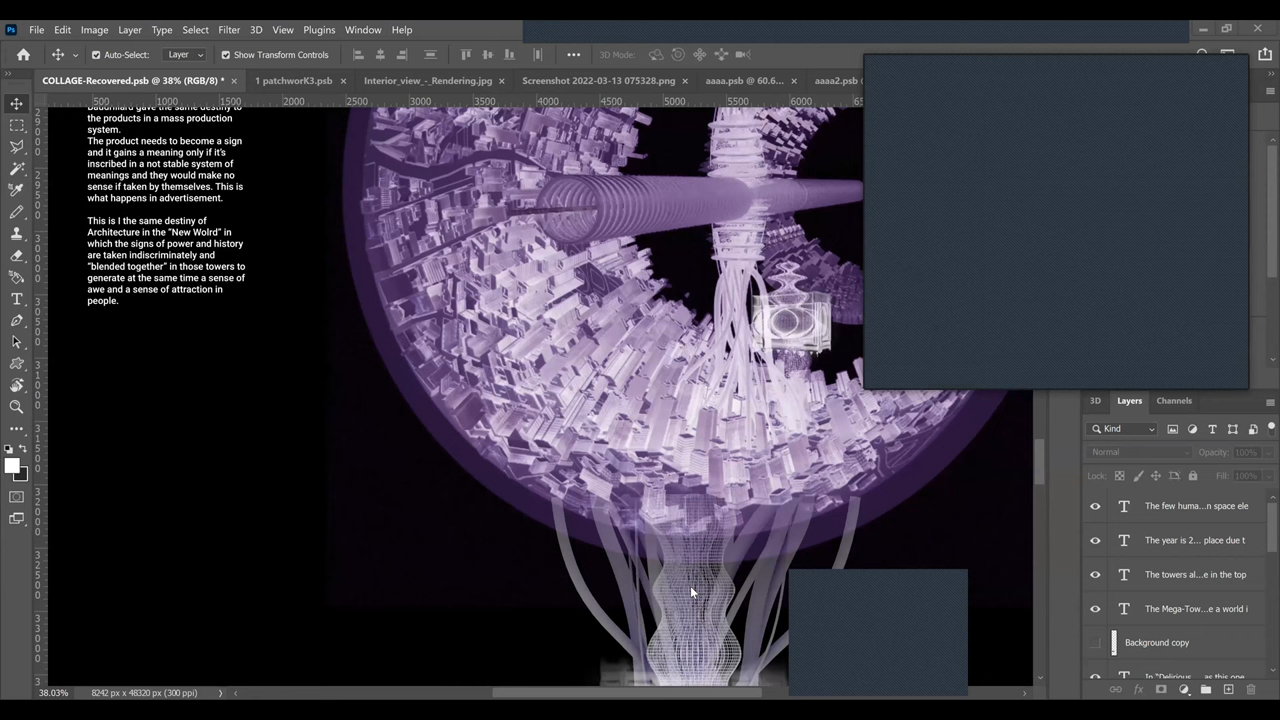 Ps File Edit Image Layer Type Select Filter 3D View Plugins Window Help
Auto-Select: Layer Show Transform Controls 3D Mode:
COLLAGE-Recovered.psb @ 38% (RGB/8) * 1 patchworK3.psb Interior_view_-_Rendering.jpg Screenshot 2022-03-13 075328.png aaaa.psb @ 60.6... aaaa2.psb
500 1000 1500 2000 2500 3000 3500 4000 4500 5000 5500 6000
the products in a mass production
system.
The product needs to become a sign
and it gains a meaning only if it's
inscribed in a not stable system of
meanings and they would make no
sense if taken by themselves. This is
what happens in advertisement.
This is I the same destiny of
Architecture in the "New Wolrd" in
which the signs of power and history
are taken indiscriminately and
"blended together" in those towers to
generate at the same time a sense of
awe and a sense of attraction in
people.
3D Layers Channels
Kind
Normal Opacity: 100%
Lock: Fill: 100%
The few huma...n space ele
The year is 2... place due t
The towers al...e in the top
The Mega-Tow...e a world i
Background copy
38.03% 8242 px x 48320 px (300 ppi)